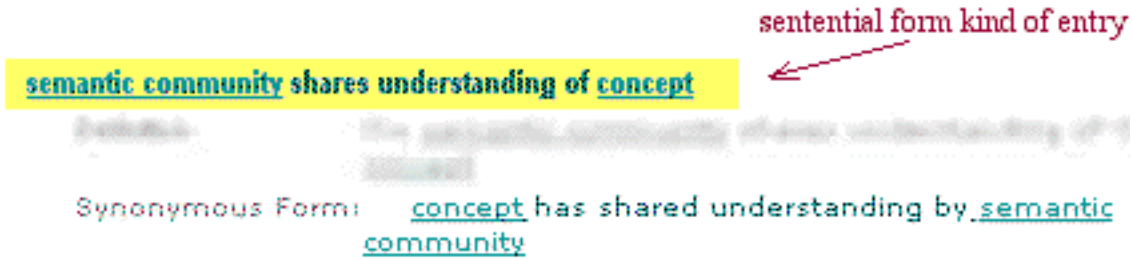 sentential form kind of entry
semantic community shares understanding of concept
Synonymous Form: concept has shared understanding by semantic
community